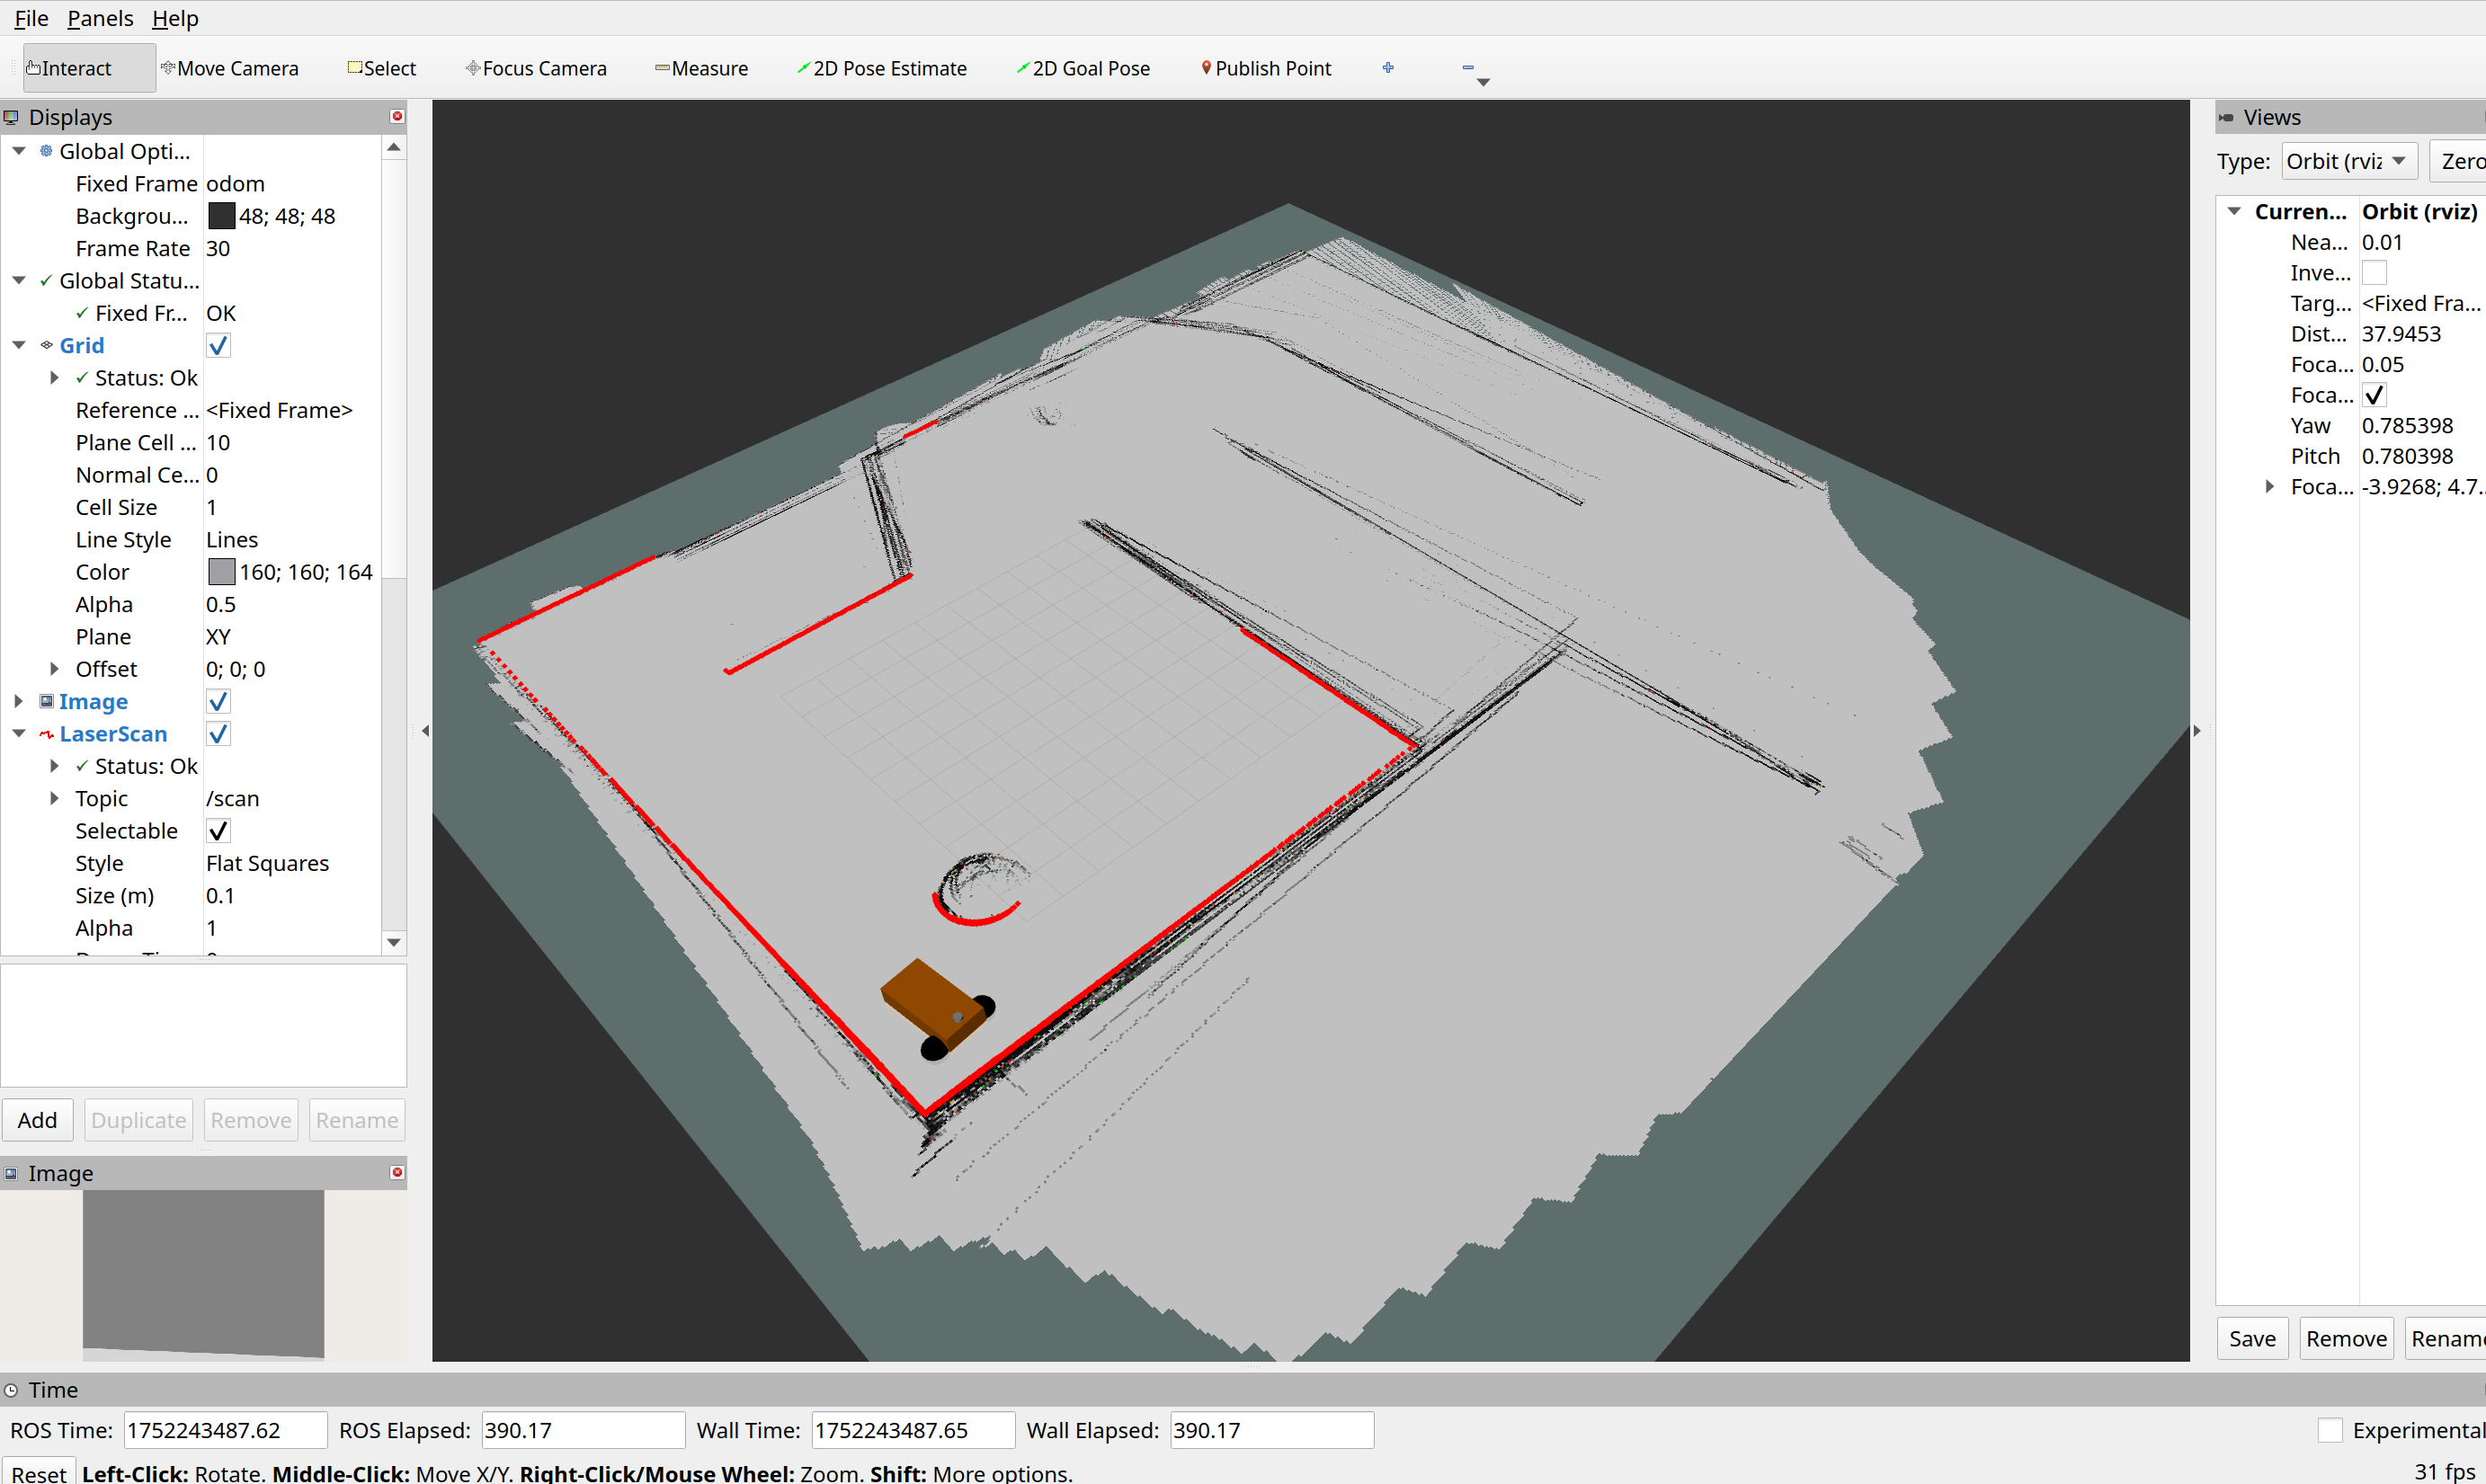 File Panels Help
Interact Move Camera Select Focus Camera Measure 2D Pose Estimate 2D Goal Pose Publish Point
Displays
Global Opti...
Fixed Frame odom
Backgrou... 48; 48; 48
Frame Rate 30
Global Statu...
Fixed Fr... OK
Grid
Status: Ok
Reference ... <Fixed Frame>
Plane Cell ... 10
Normal Ce... 0
Cell Size 1
Line Style Lines
Color 160; 160; 164
Alpha 0.5
Plane XY
Offset 0; 0; 0
Image
LaserScan
Status: Ok
Topic /scan
Selectable
Style Flat Squares
Size (m) 0.1
Alpha 1
Add Duplicate Remove Rename
Image
Views
Type: Orbit (rviz Zero
Curren... Orbit (rviz)
Nea... 0.01
Inve...
Targ... <Fixed Fra...
Dist... 37.9453
Foca... 0.05
Foca...
Yaw 0.785398
Pitch 0.780398
Foca... -3.9268; 4.7...
Save Remove Rename
Time
ROS Time: 1752243487.62 ROS Elapsed: 390.17 Wall Time: 1752243487.65 Wall Elapsed: 390.17 Experimental
Reset Left-Click: Rotate. Middle-Click: Move X/Y. Right-Click/Mouse Wheel: Zoom. Shift: More options. 31 fps